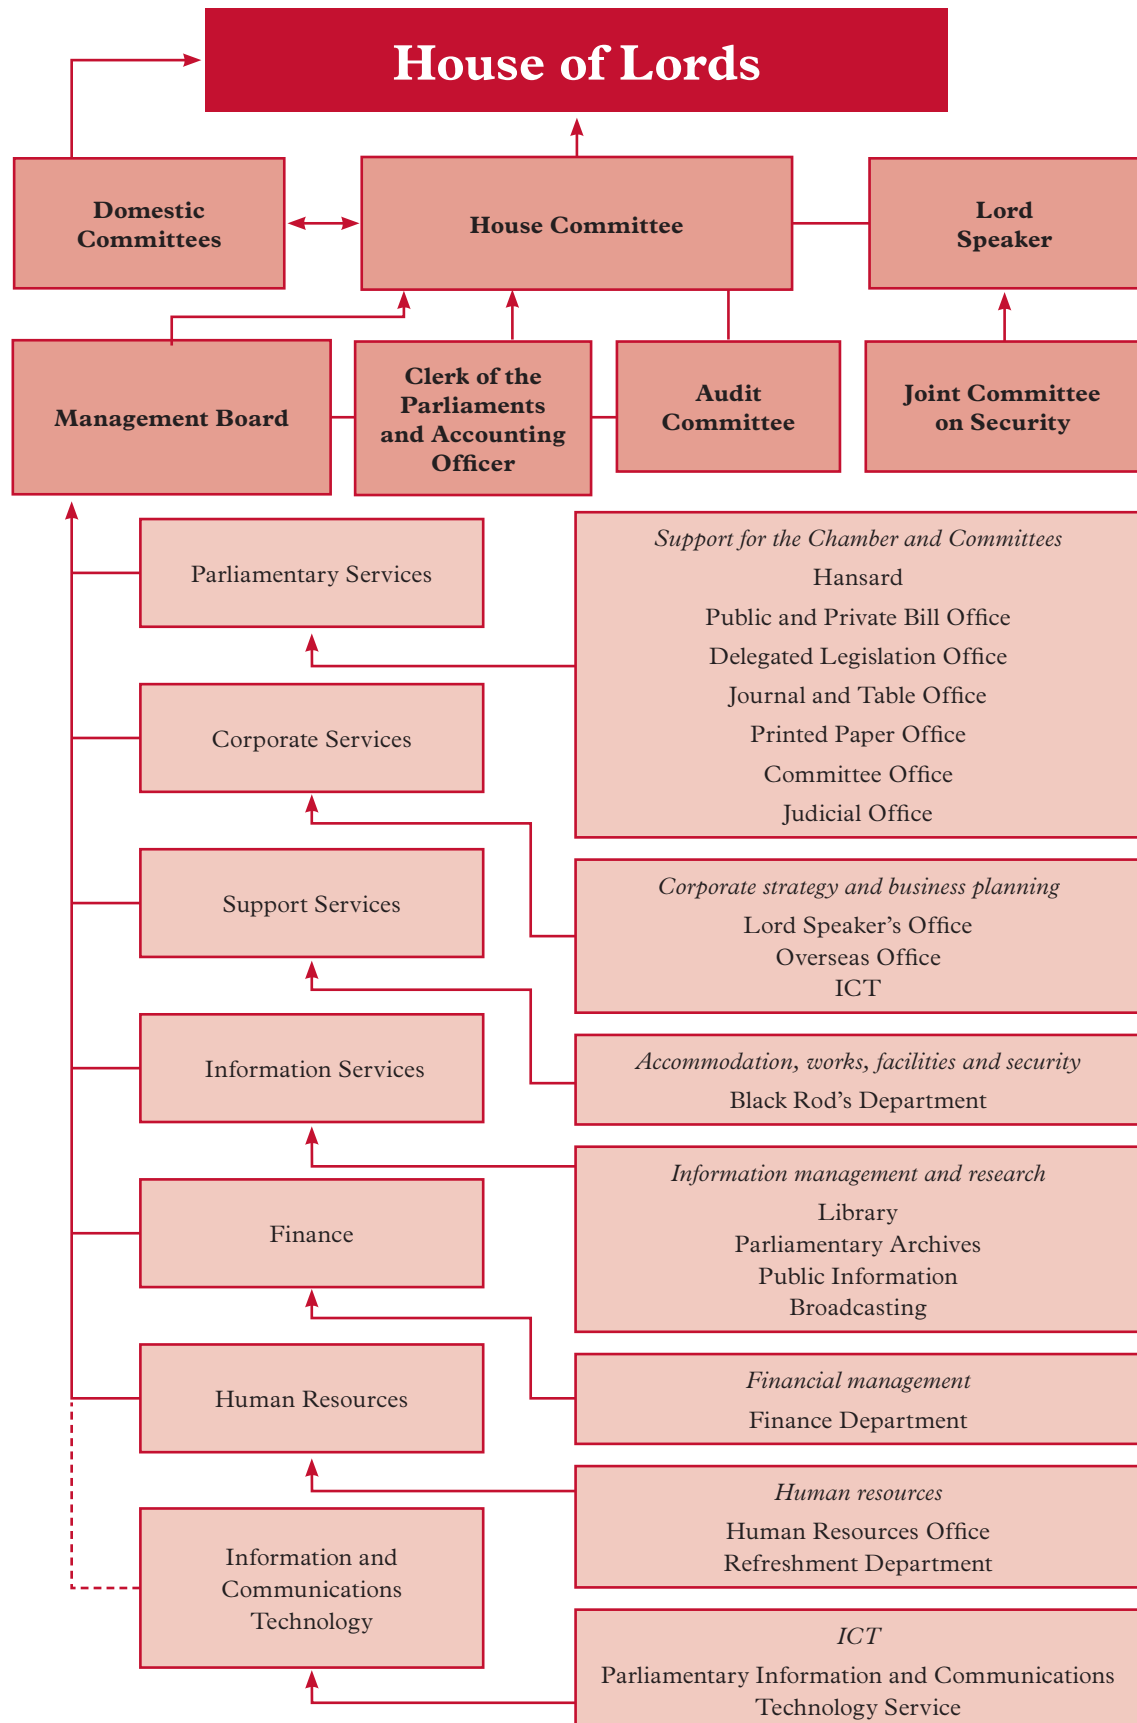 House of Lords
Domestic
Committees
House Committee
Lord
Speaker
Management Board
Clerk of the
Parliaments
and Accounting
Officer
Audit
Committee
Joint Committee
on Security
Parliamentary Services
Support for the Chamber and Committees
Hansard
Public and Private Bill Office
Delegated Legislation Office
Journal and Table Office
Printed Paper Office
Committee Office
Judicial Office
Corporate Services
Corporate strategy and business planning
Lord Speaker’s Office
Overseas Office
ICT
Support Services
Accommodation, works, facilities and security
Black Rod’s Department
Information Services
Information management and research
Library
Parliamentary Archives
Public Information
Broadcasting
Finance
Financial management
Finance Department
Human Resources
Human resources
Human Resources Office
Refreshment Department
Information and
Communications
Technology
ICT
Parliamentary Information and Communications
Technology Service